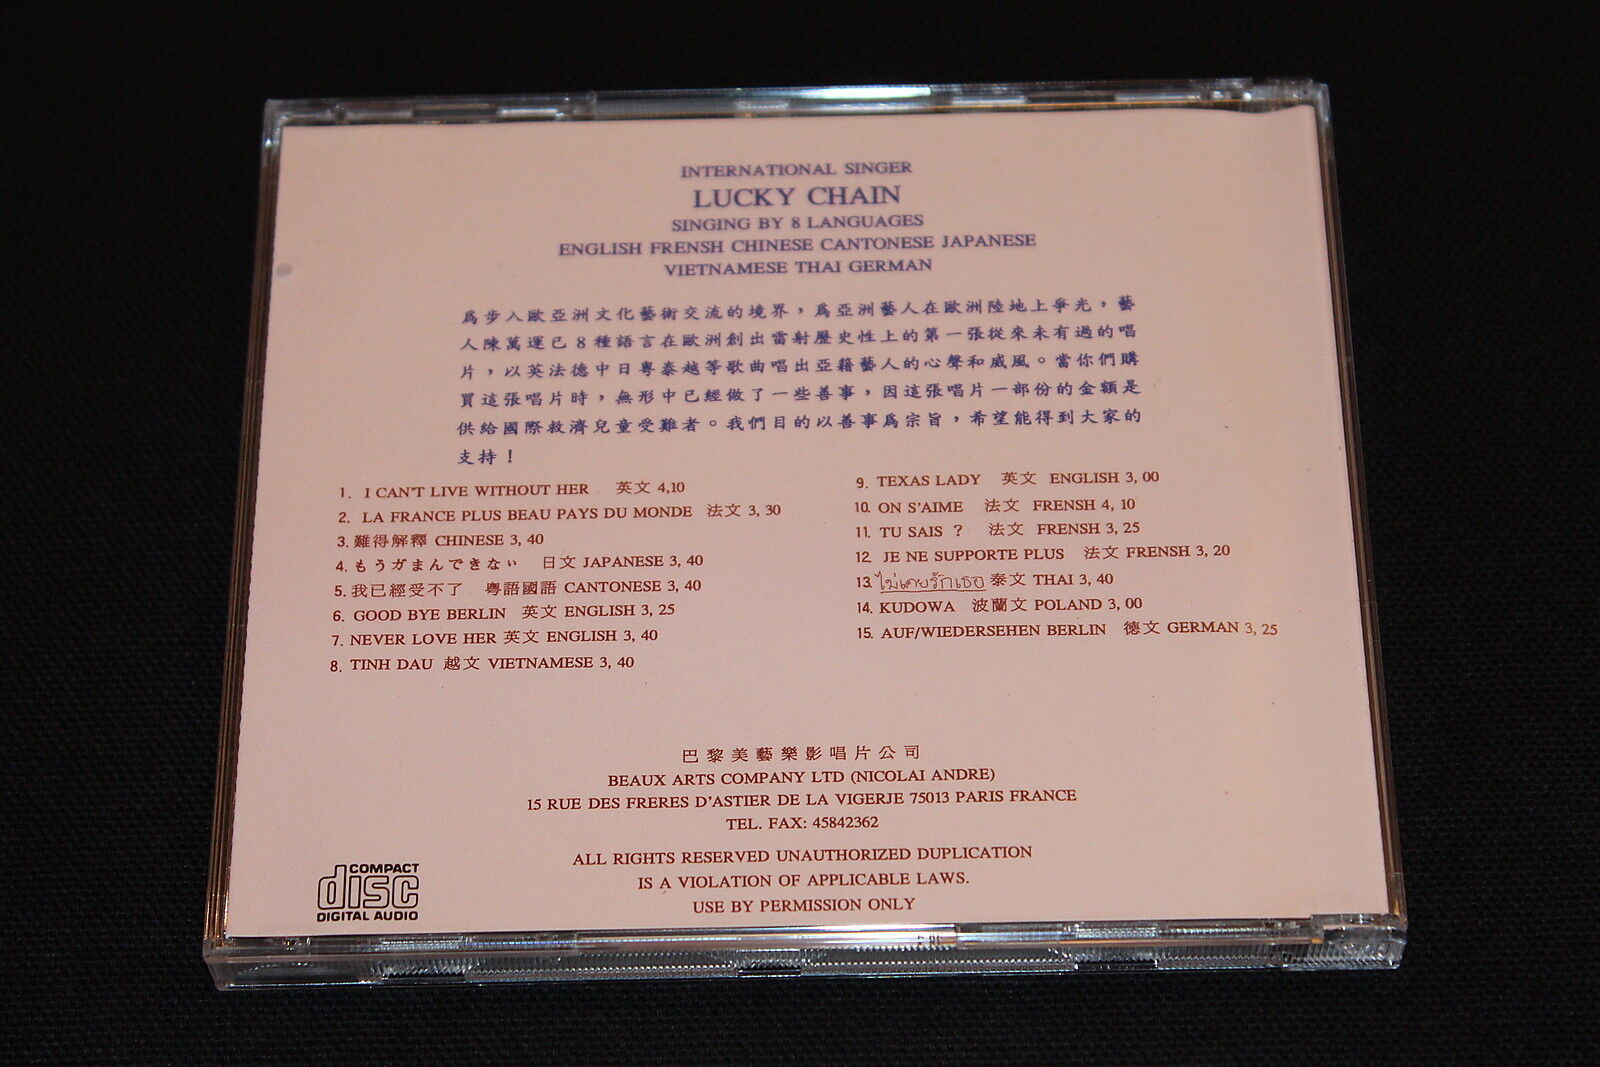 INTERNATIONAL SINGER
LUCKY CHAIN
SINGING BY 8 LANGUAGES
ENGLISH FRENSH CHINESE CANTONESE JAPANESE
VIETNAMESE THAI GERMAN
為步入歐亞洲文化藝術交流的境界，為亞洲藝人在歐洲陸地上爭光，藝
人陳萬運已8種語言在歐洲創出雷射歷史性上的第一張從來未有過的唱
片，以英法德中日粵泰越等歌曲唱出亞籍藝人的心聲和威風。當你們購
買這張唱片時，無形中已經做了一些善事，因這張唱片一部份的金額是
供給國際救濟兒童受難者。我們目的以善事為宗旨，希望能得到大家的
支持！
1. I CAN'T LIVE WITHOUT HER 英文 4,10
2. LA FRANCE PLUS BEAU PAYS DU MONDE 法文 3, 30
3. 難得解釋 CHINESE 3, 40
4. もうガまんできなぃ 日文 JAPANESE 3, 40
5. 我已經受不了 粵語國語 CANTONESE 3, 40
6. GOOD BYE BERLIN 英文 ENGLISH 3, 25
7. NEVER LOVE HER 英文 ENGLISH 3, 40
8. TINH DAU 越文 VIETNAMESE 3, 40
9. TEXAS LADY 英文 ENGLISH 3, 00
10. ON S'AIME 法文 FRENSH 4, 10
11. TU SAIS ? 法文 FRENSH 3, 25
12. JE NE SUPPORTE PLUS 法文 FRENSH 3, 20
13. ไม่เคยรักเธอ 泰文 THAI 3, 40
14. KUDOWA 波蘭文 POLAND 3, 00
15. AUF/WIEDERSEHEN BERLIN 德文 GERMAN 3, 25
巴黎美藝樂影唱片公司
BEAUX ARTS COMPANY LTD (NICOLAI ANDRE)
15 RUE DES FRERES D'ASTIER DE LA VIGERJE 75013 PARIS FRANCE
TEL. FAX: 45842362
ALL RIGHTS RESERVED UNAUTHORIZED DUPLICATION
IS A VIOLATION OF APPLICABLE LAWS.
USE BY PERMISSION ONLY
COMPACT
disc
DIGITAL AUDIO